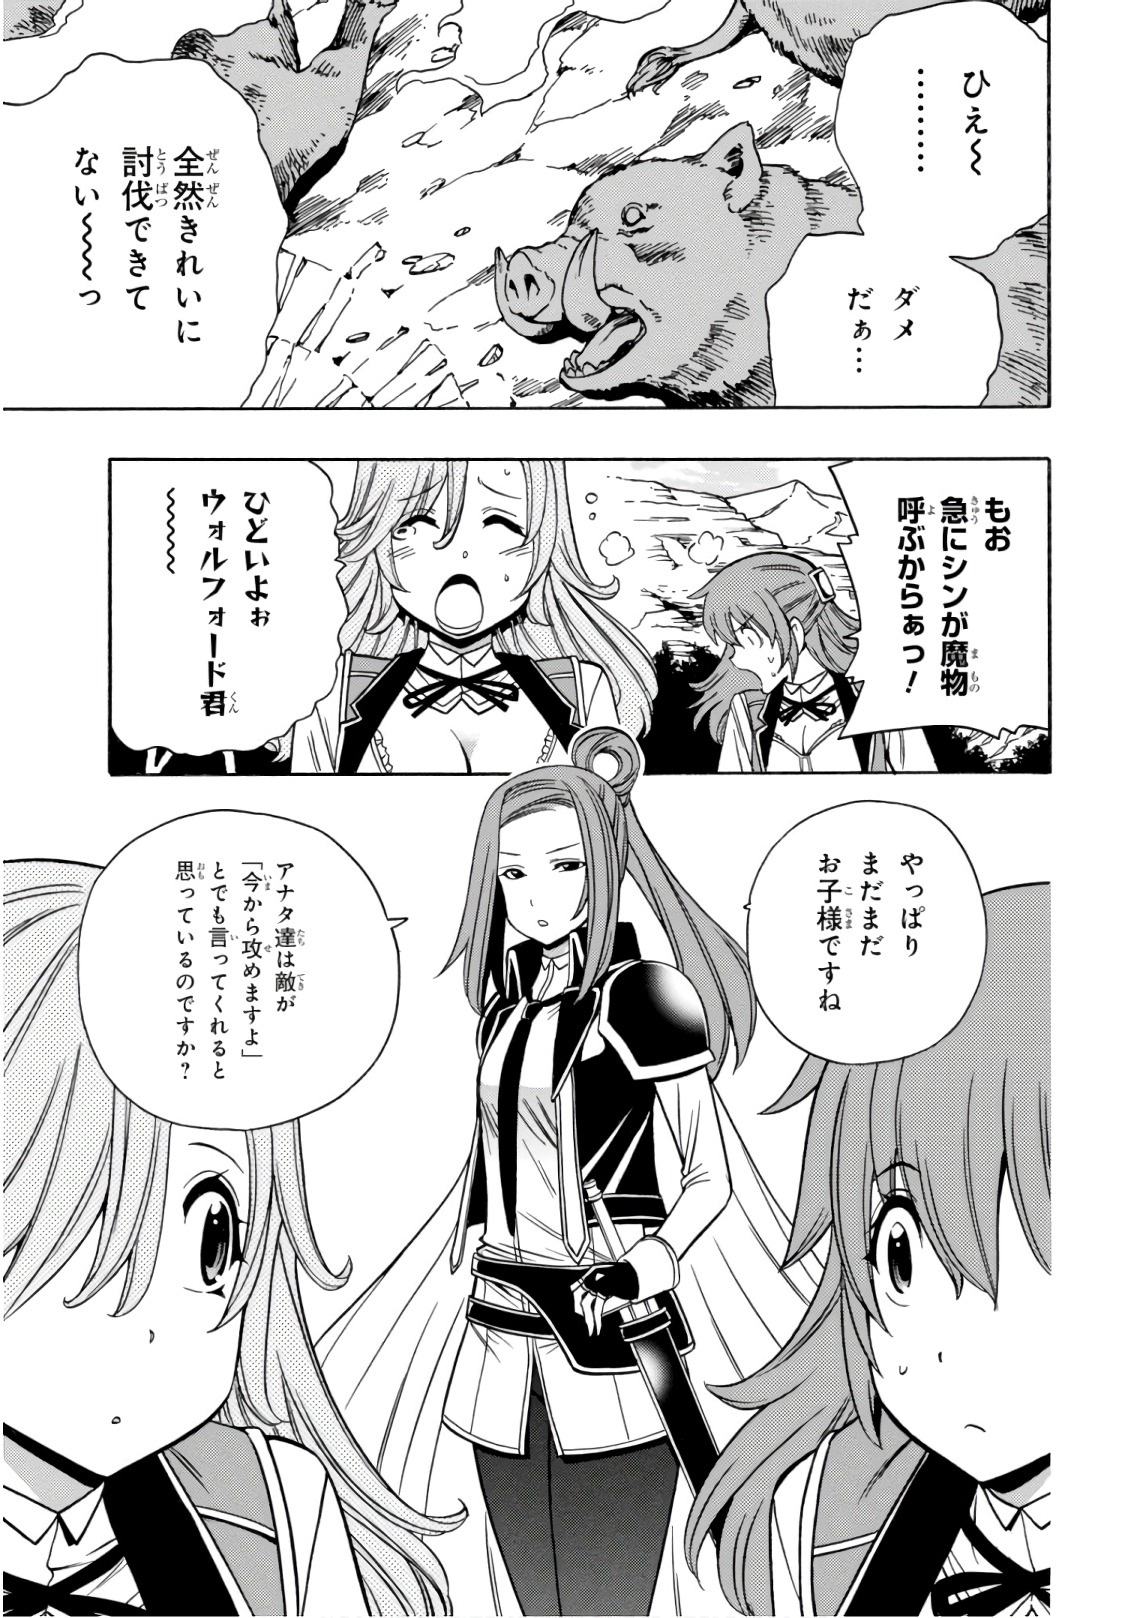 ひえ～
………
ダメ
だぁ…
全然きれいに
討伐できて
ない～～～っ
もお
急にシンが魔物
呼ぶからぁっ！
ひどいよぉ
ウォルフォード君
～～～～
やっぱり
まだまだ
お子様ですね
アナタ達は敵が
「今から攻めますよ」
とでも言ってくれると
思っているのですか？